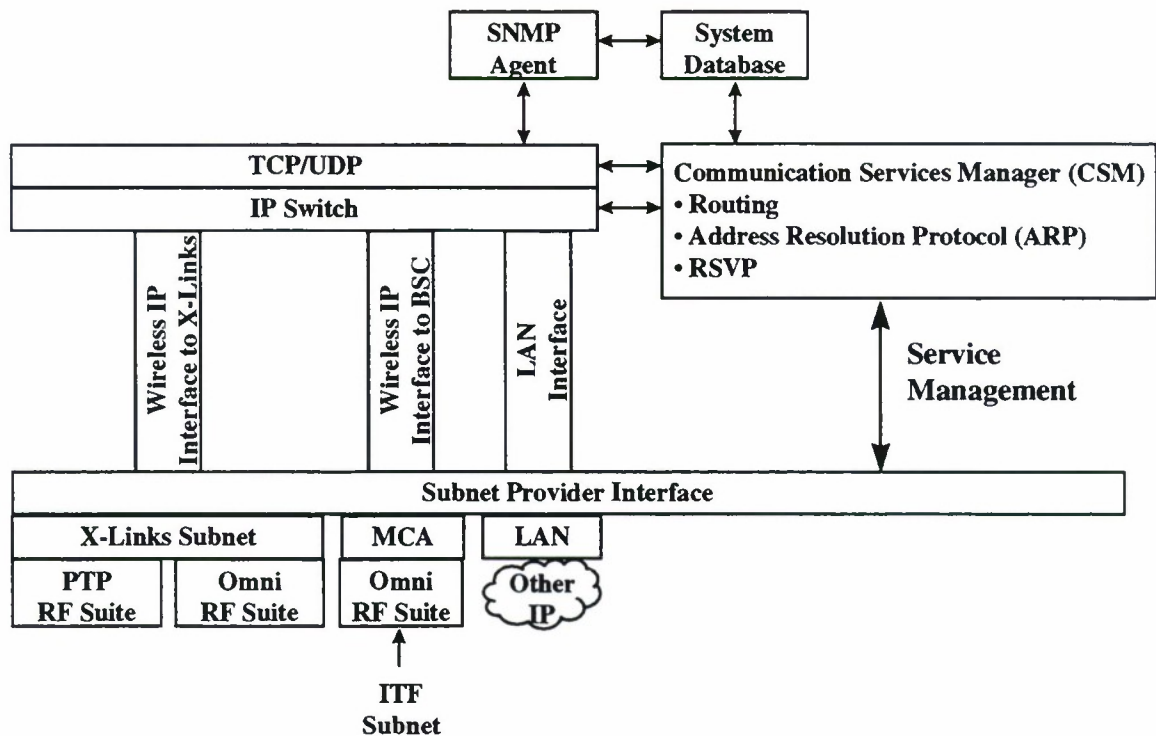 SNMP
Agent
System
Database
TCP/UDP
IP Switch
Communication Services Manager (CSM)
• Routing
• Address Resolution Protocol (ARP)
• RSVP
Wireless IP
Interface to X-Links
Wireless IP
Interface to BSC
LAN
Interface
Service
Management
Subnet Provider Interface
X-Links Subnet
MCA
LAN
PTP
RF Suite
Omni
RF Suite
Omni
RF Suite
Other
IP
ITF
Subnet